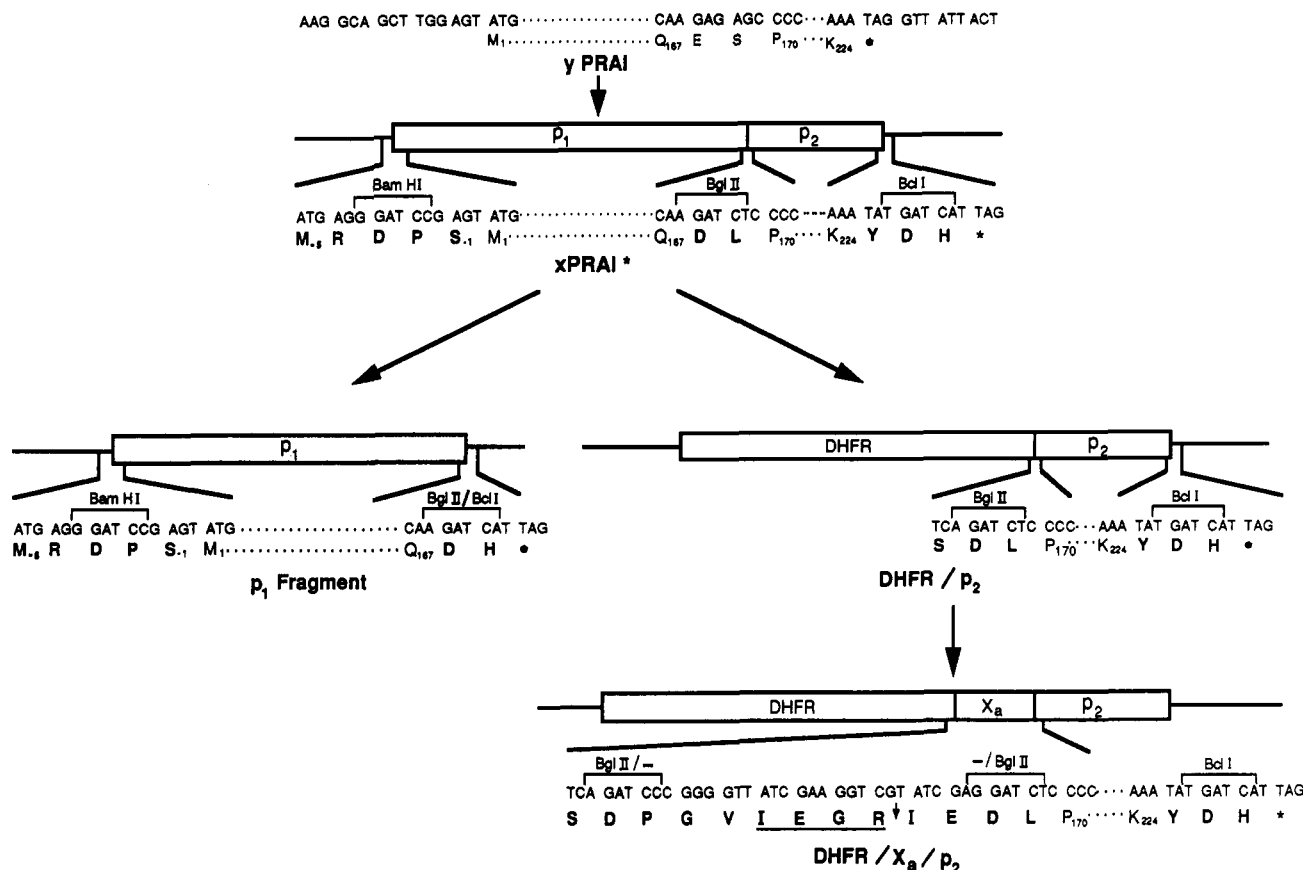 AAG GCA GCT TGG AGT ATG ·········· CAA GAG AGC CCC ··· AAA TAG GTT ATT ACT
M₁ ·········· Q₁₆₇ E S P₁₇₀ ···· K₂₂₄ *
y PRAI
p₁ p₂
Bam HI Bgl II Bcl I
ATG AGG GAT CCG AGT ATG ·········· CAA GAT CTC CCC ---- AAA TAT GAT CAT TAG
M₋₅ R D P S₋₁ M₁ ·········· Q₁₆₇ D L P₁₇₀ ···· K₂₂₄ Y D H *
xPRAI *
p₁
Bam HI Bgl II/Bcl I
ATG AGG GAT CCG AGT ATG ·········· CAA GAT CAT TAG
M₋₅ R D P S₋₁ M₁ ·········· Q₁₆₇ D H *
p₁ Fragment
DHFR p₂
Bgl II Bcl I
TCA GAT CTC CCC ···· AAA TAT GAT CAT TAG
S D L P₁₇₀ ···· K₂₂₄ Y D H *
DHFR / p₂
DHFR Xₐ p₂
Bgl II / – –/ Bgl II Bcl I
TCA GAT CCC GGG GTT ATC GAA GGT CGT ATC GAG GAT CTC CCC ···· AAA TAT GAT CAT TAG
S D P G V I E G R I E D L P₁₇₀ ···· K₂₂₄ Y D H *
DHFR / Xₐ / p₂